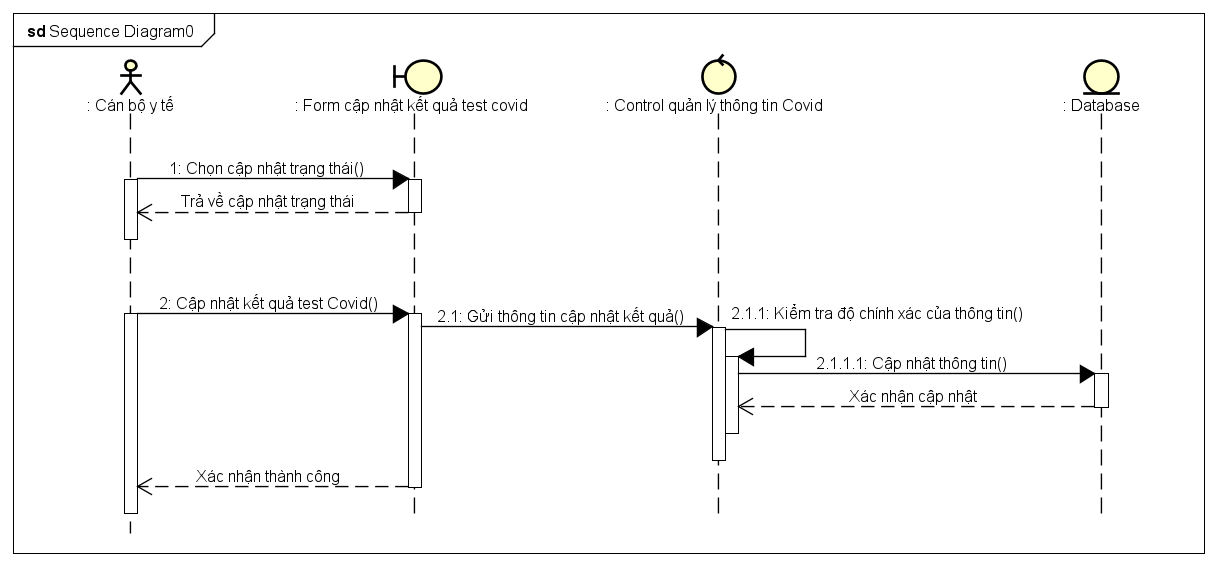 sd Sequence Diagram0
: Cán bộ y tế
: Form cập nhật kết quả test covid
: Control quản lý thông tin Covid
: Database
1: Chọn cập nhật trạng thái()
Trả về cập nhật trạng thái
2: Cập nhật kết quả test Covid()
2.1: Gửi thông tin cập nhật kết quả()
2.1.1: Kiểm tra độ chính xác của thông tin()
2.1.1.1: Cập nhật thông tin()
Xác nhận cập nhật
Xác nhận thành công